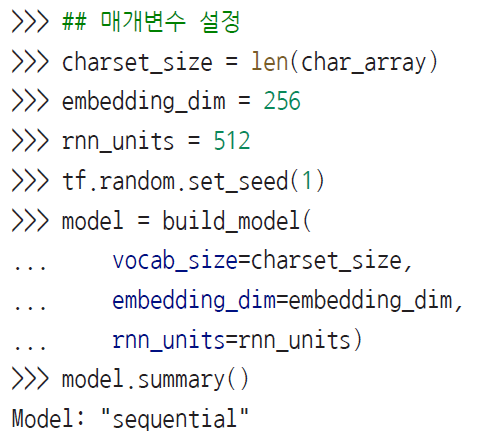 >>> ## 매개변수 설정
>>> charset_size = len(char_array)
>>> embedding_dim = 256
>>> rnn_units = 512
>>> tf.random.set_seed(1)
>>> model = build_model(
...     vocab_size=charset_size,
...     embedding_dim=embedding_dim,
...     rnn_units=rnn_units)
>>> model.summary()
Model: "sequential"